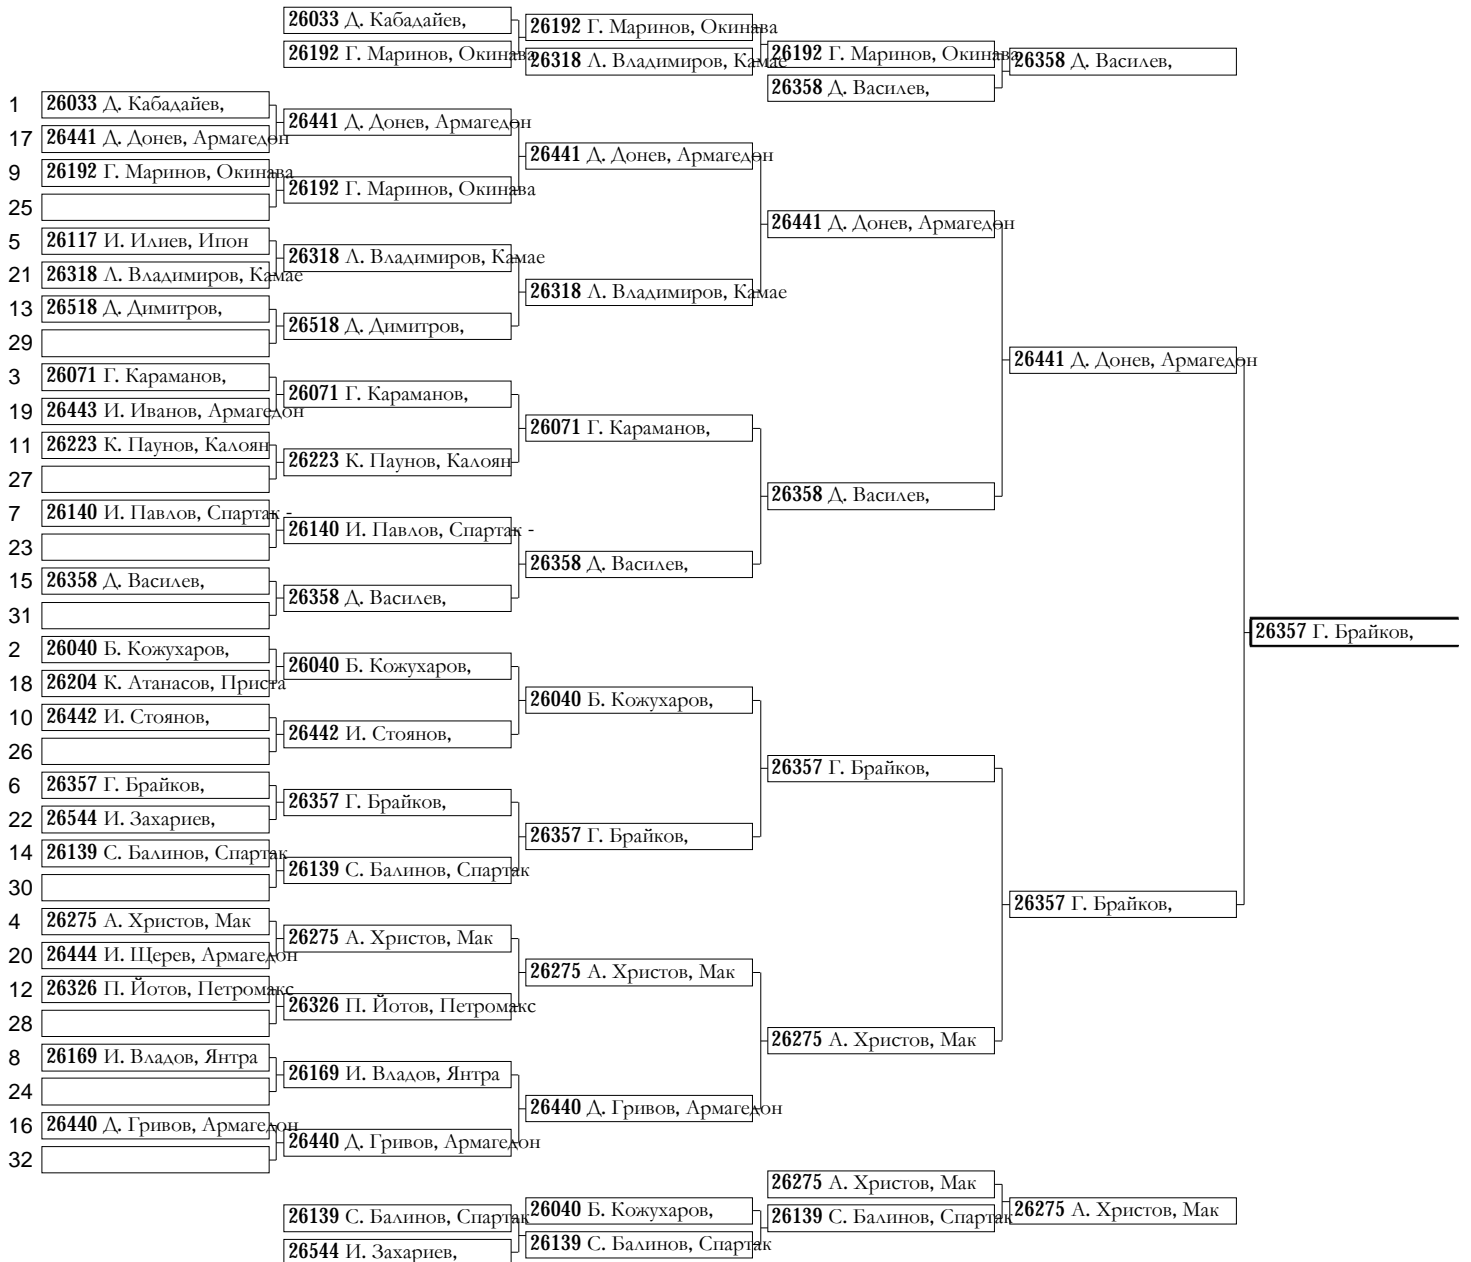 26033 Д. Кабадайев,
26192 Г. Маринов, Окинава
26192 Г. Маринов, Окинава
26318 Л. Владимиров, Камае
26192 Г. Маринов, Окинава
26358 Д. Василев,
26358 Д. Василев,
1 26033 Д. Кабадайев,
17 26441 Д. Донев, Армагедон
9 26192 Г. Маринов, Окинава
25
5 26117 И. Илиев, Ипон
21 26318 Л. Владимиров, Камае
13 26518 Д. Димитров,
29
3 26071 Г. Караманов,
19 26443 И. Иванов, Армагедон
11 26223 К. Паунов, Калоян
27
7 26140 И. Павлов, Спартак -
23
15 26358 Д. Василев,
31
2 26040 Б. Кожухаров,
18 26204 К. Атанасов, Приста
10 26442 И. Стоянов,
26
6 26357 Г. Брайков,
22 26544 И. Захариев,
14 26139 С. Балинов, Спартак
30
4 26275 А. Христов, Мак
20 26444 И. Щерев, Армагедон
12 26326 П. Йотов, Петромакс
28
8 26169 И. Владов, Янтра
24
16 26440 Д. Гривов, Армагедон
32
26441 Д. Донев, Армагедон
26192 Г. Маринов, Окинава
26318 Л. Владимиров, Камае
26518 Д. Димитров,
26071 Г. Караманов,
26223 К. Паунов, Калоян
26140 И. Павлов, Спартак -
26358 Д. Василев,
26040 Б. Кожухаров,
26442 И. Стоянов,
26357 Г. Брайков,
26139 С. Балинов, Спартак
26275 А. Христов, Мак
26326 П. Йотов, Петромакс
26169 И. Владов, Янтра
26440 Д. Гривов, Армагедон
26441 Д. Донев, Армагедон
26318 Л. Владимиров, Камае
26071 Г. Караманов,
26358 Д. Василев,
26040 Б. Кожухаров,
26357 Г. Брайков,
26275 А. Христов, Мак
26440 Д. Гривов, Армагедон
26441 Д. Донев, Армагедон
26358 Д. Василев,
26357 Г. Брайков,
26275 А. Христов, Мак
26441 Д. Донев, Армагедон
26357 Г. Брайков,
26357 Г. Брайков,
26139 С. Балинов, Спартак
26544 И. Захариев,
26040 Б. Кожухаров,
26139 С. Балинов, Спартак
26275 А. Христов, Мак
26139 С. Балинов, Спартак
26275 А. Христов, Мак